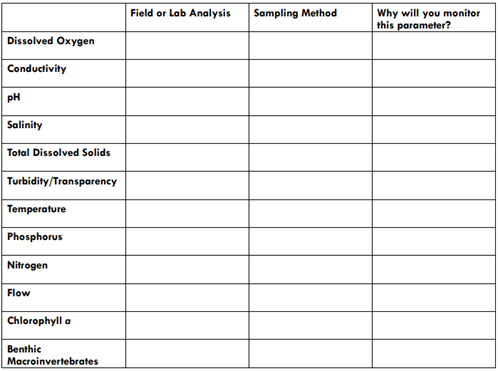 Field or Lab Analysis
Sampling Method
Why will you monitor
this parameter?
Dissolved Oxygen
Conductivity
pH
Salinity
Total Dissolved Solids
Turbidity/Transparency
Temperature
Phosphorus
Nitrogen
Flow
Chlorophyll a
Benthic
Macroinvertebrates